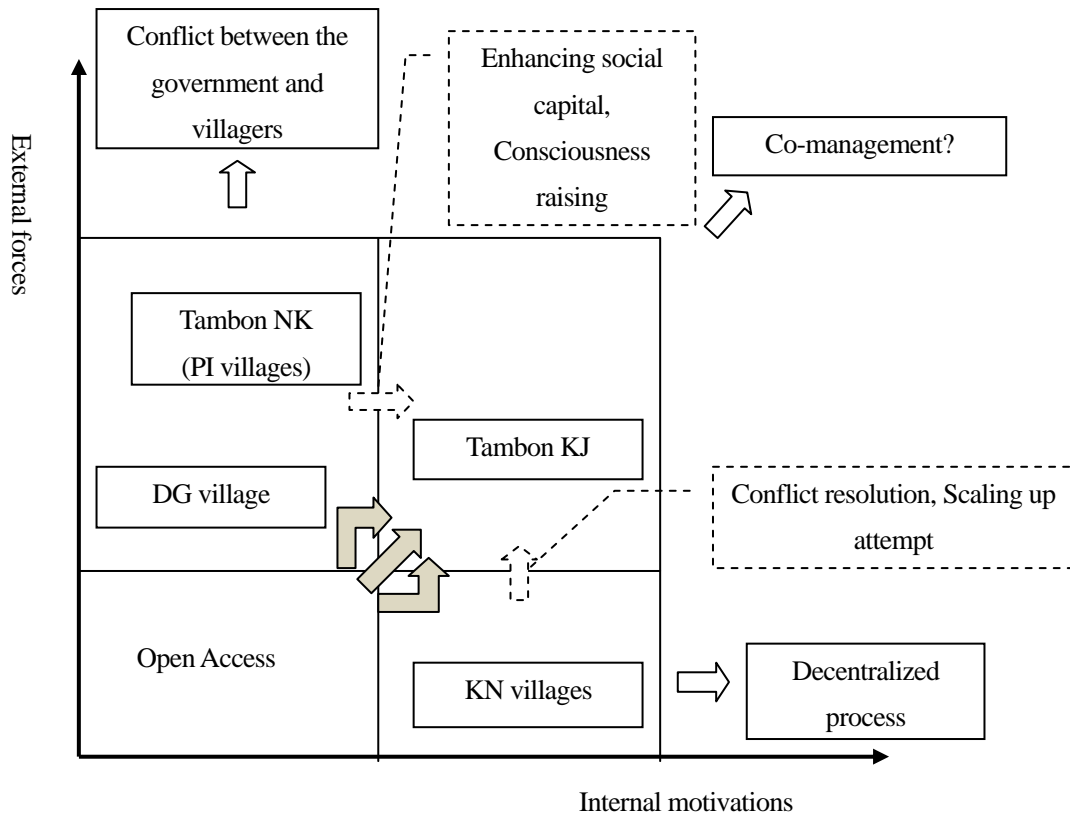 Conflict between the
government and
villagers
Enhancing social
capital,
Consciousness
raising
Co-management?
External forces
Tambon NK
(PI villages)
Tambon KJ
DG village
Conflict resolution, Scaling up
attempt
Open Access
KN villages
Decentralized
process
Internal motivations